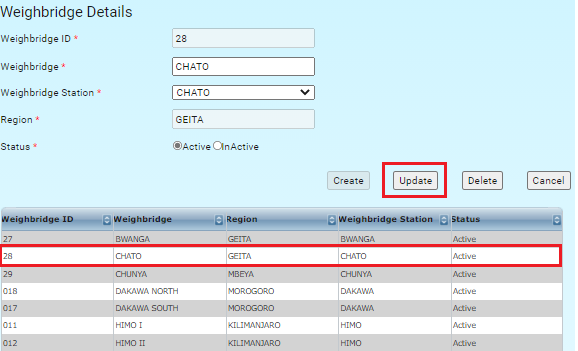 Weighbridge Details
Weighbridge ID * 28
Weighbridge * CHATO
Weighbridge Station * CHATO
Region * GEITA
Status * Active InActive
Create Update Delete Cancel
Weighbridge ID Weighbridge Region Weighbridge Station Status
27 BWANGA GEITA BWANGA Active
28 CHATO GEITA CHATO Active
29 CHUNYA MBEYA CHUNYA Active
018 DAKAWA NORTH MOROGORO DAKAWA Active
017 DAKAWA SOUTH MOROGORO DAKAWA Active
011 HIMO I KILIMANJARO HIMO Active
012 HIMO II KILIMANJARO HIMO Active